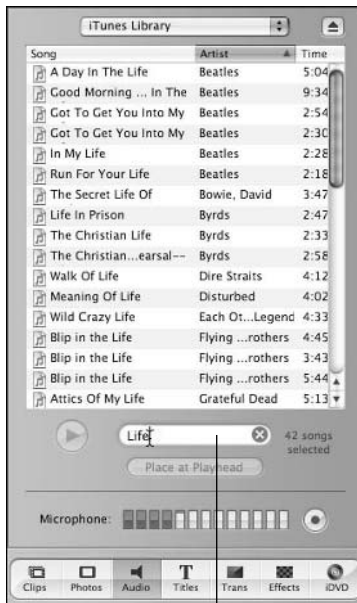 iTunes Library
Song Artist Time
A Day In The Life Beatles 5:04
Good Morning ... In The Beatles 9:34
Got To Get You Into My Beatles 2:54
Got To Get You Into My Beatles 2:30
In My Life Beatles 2:28
Run For Your Life Beatles 2:18
The Secret Life Of Bowie, David 3:47
Life In Prison Byrds 2:47
The Christian Life Byrds 2:33
The Christian...earsal-- Byrds 2:58
Walk Of Life Dire Straits 4:12
Meaning Of Life Disturbed 4:02
Wild Crazy Life Each Ot...Legend 4:33
Blip in the Life Flying ...rothers 4:45
Blip in the Life Flying ...rothers 3:43
Blip in the Life Flying ...rothers 5:44
Attics Of My Life Grateful Dead 5:13
Life 42 songs
selected
Place at Playhead
Microphone:
Clips Photos Audio Titles Trans Effects iDVD